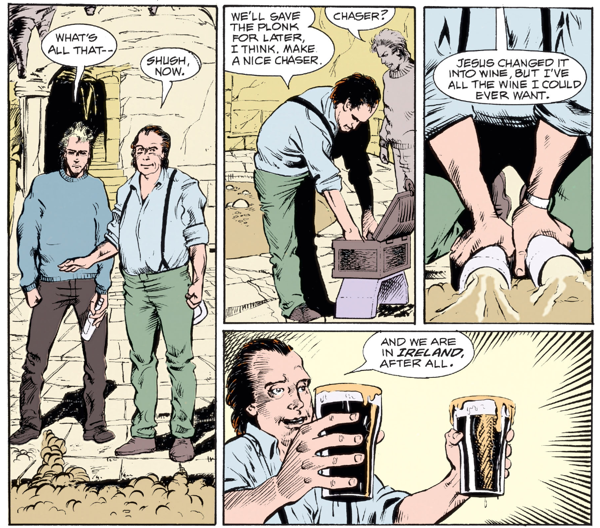 WHAT'S
ALL THAT--
SHUSH,
NOW.
WE'LL SAVE
THE PLONK
FOR LATER,
I THINK. MAKE
A NICE CHASER.
CHASER?
JESUS CHANGED IT
INTO WINE, BUT I'VE
ALL THE WINE I COULD
EVER WANT.
AND WE ARE
IN IRELAND,
AFTER ALL.